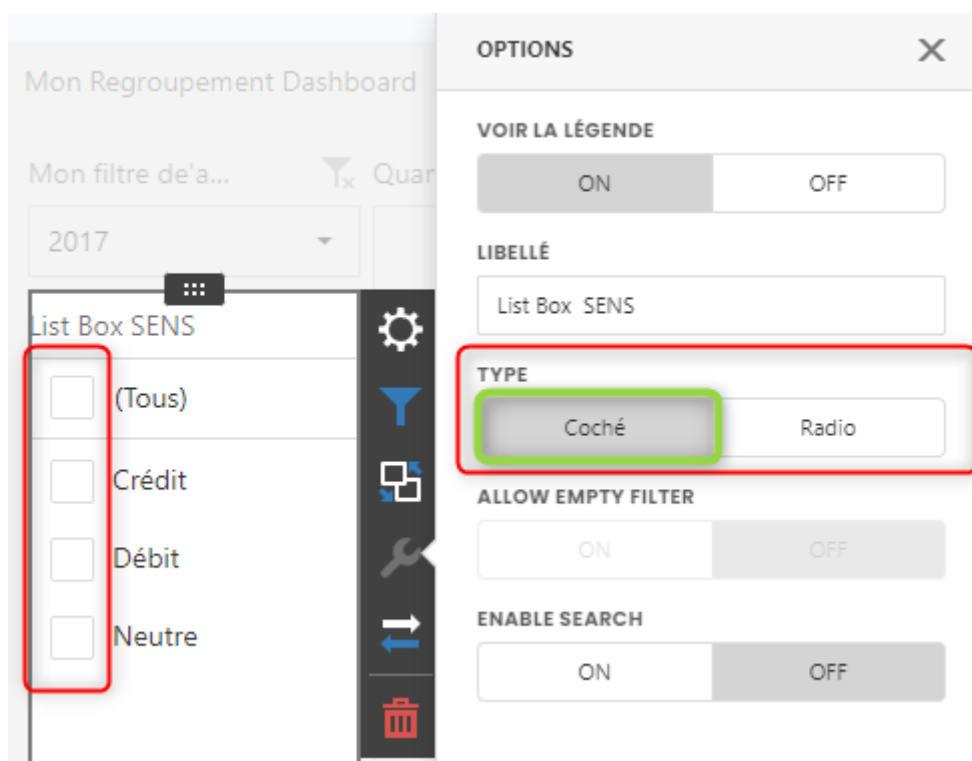 Mon Regroupement Dashboard
Mon filtre de'a...
Quar
2017
List Box SENS
(Tous)
Crédit
Débit
Neutre
OPTIONS
VOIR LA LÉGENDE
ON OFF
LIBELLÉ
List Box SENS
TYPE
Coché Radio
ALLOW EMPTY FILTER
ON OFF
ENABLE SEARCH
ON OFF